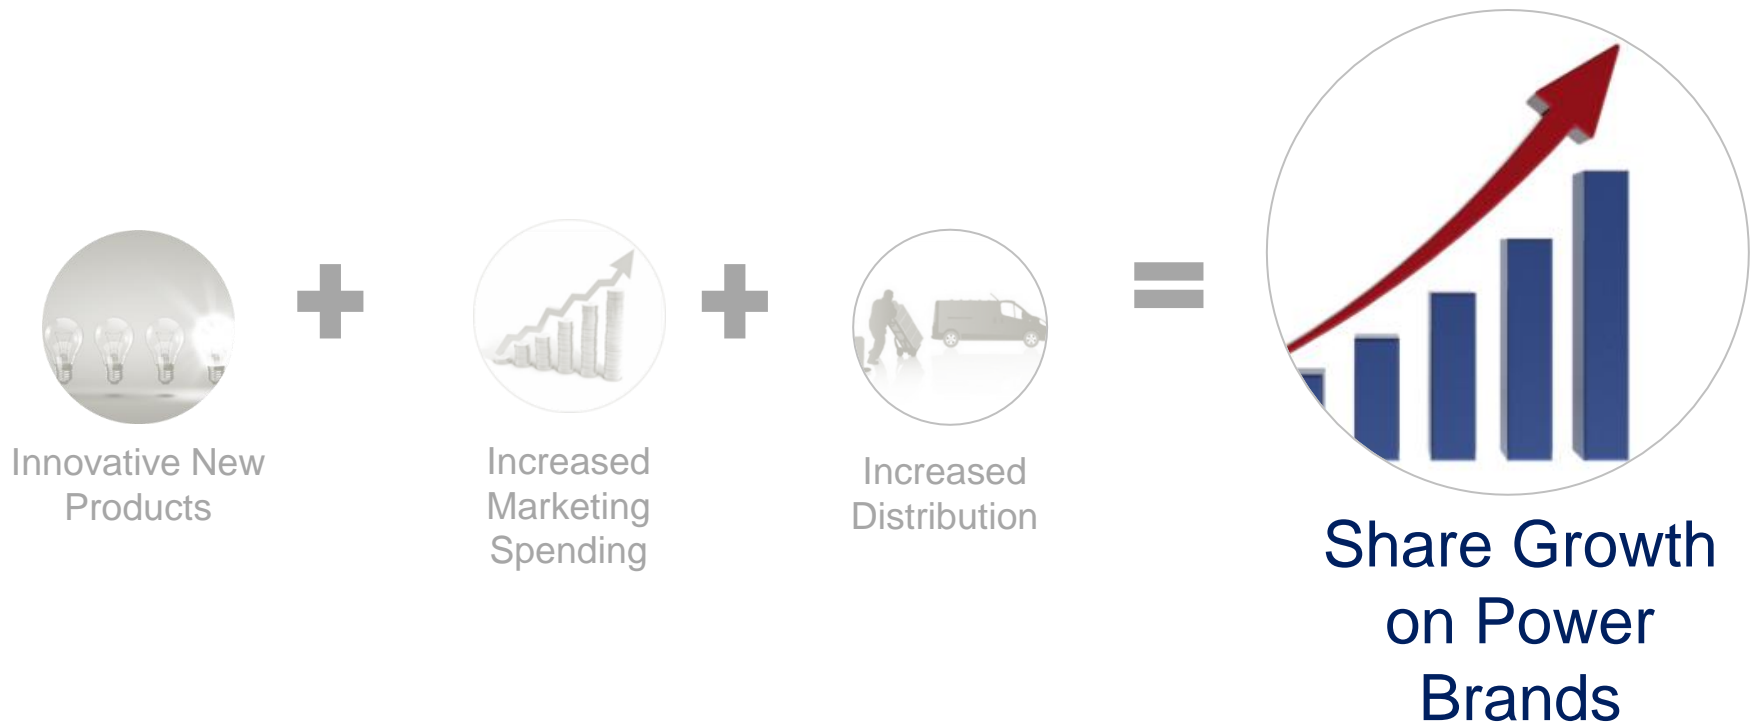 Innovative New
Products
Increased
Marketing
Spending
Increased
Distribution
Share Growth
on Power
Brands